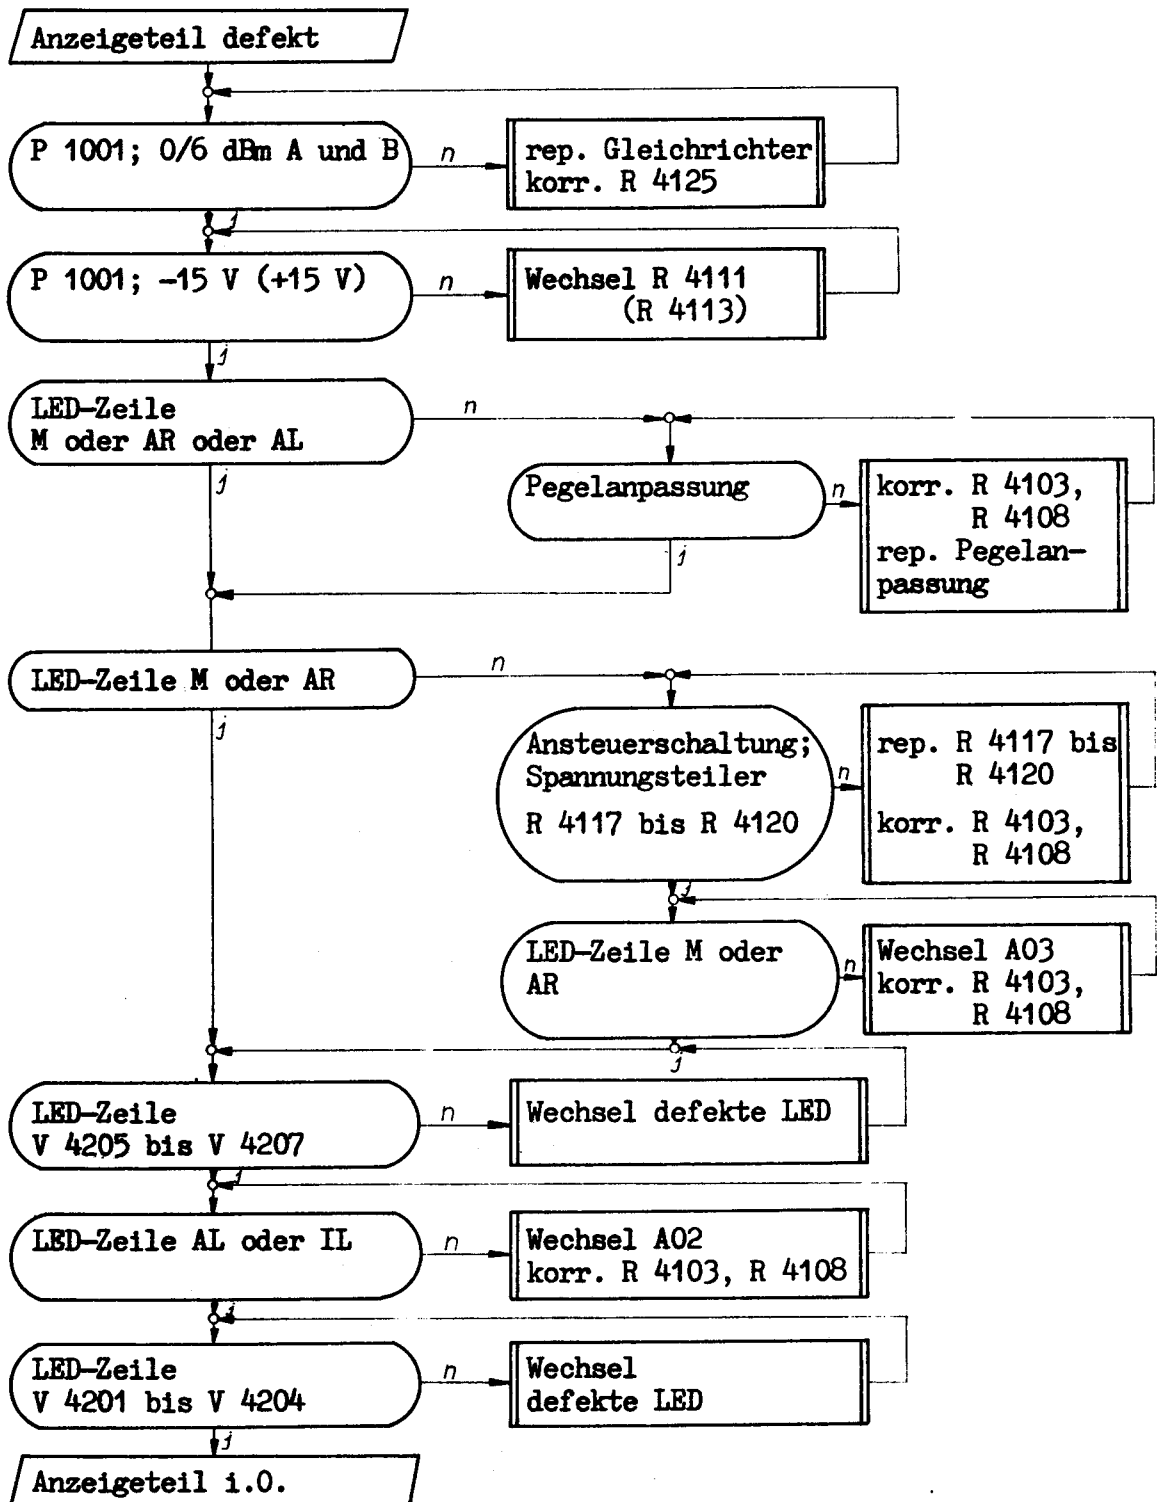 Anzeigeteil defekt
P 1001; 0/6 dBm A und B
n
rep. Gleichrichter
korr. R 4125
j
P 1001; -15 V (+15 V)
n
Wechsel R 4111
(R 4113)
j
LED-Zeile
M oder AR oder AL
n
j
Pegelanpassung
n
korr. R 4103,
R 4108
rep. Pegelan-
passung
j
LED-Zeile M oder AR
n
j
Ansteuerschaltung;
Spannungsteiler
R 4117 bis R 4120
n
rep. R 4117 bis
R 4120
korr. R 4103,
R 4108
j
LED-Zeile M oder
AR
n
Wechsel A03
korr. R 4103,
R 4108
j
LED-Zeile
V 4205 bis V 4207
n
Wechsel defekte LED
j
LED-Zeile AL oder IL
n
Wechsel A02
korr. R 4103, R 4108
j
LED-Zeile
V 4201 bis V 4204
n
Wechsel
defekte LED
j
Anzeigeteil i.O.